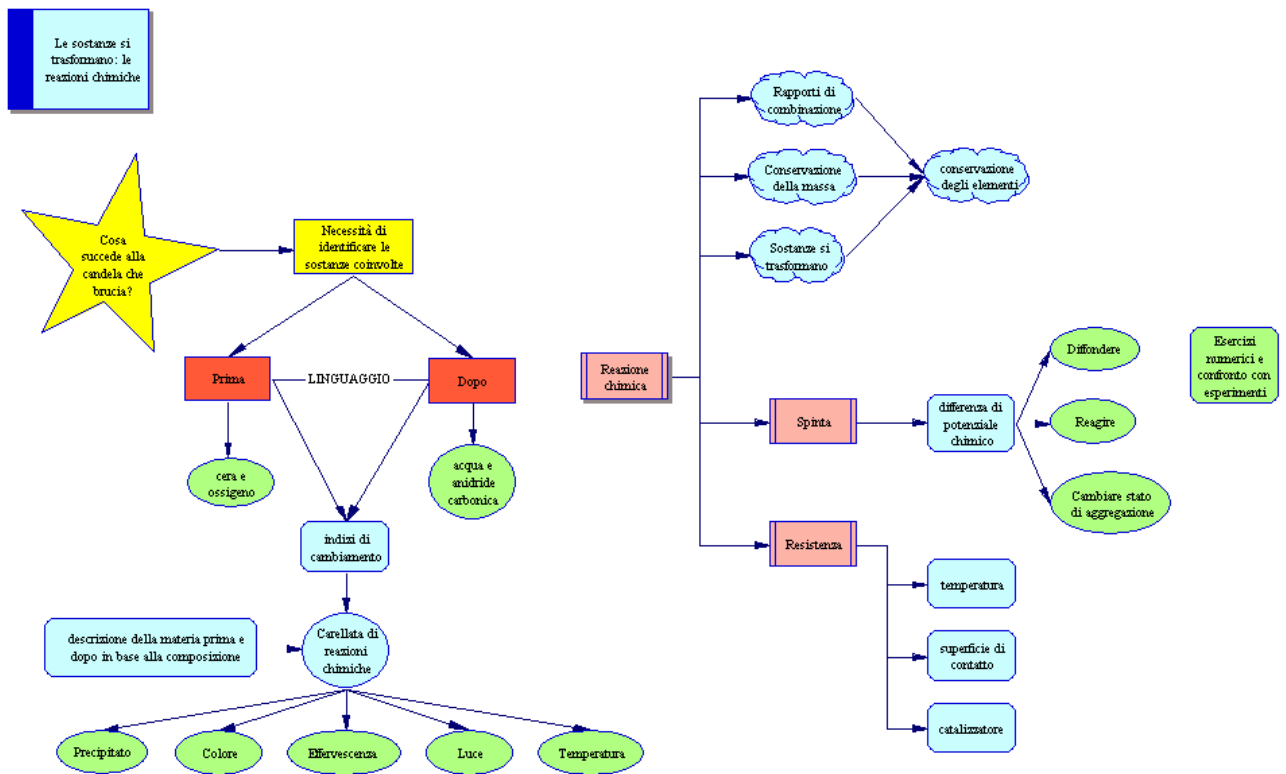 Le sostanze si
trasformano: le
reazioni chimiche
Cosa
succede alla
candela che
brucia?
Necessità di
identificare le
sostanze coinvolte
Prima
LINGUAGGIO
Dopo
cera e
ossigeno
acqua e
anidride
carbonica
indizi di
cambiamento
descrizione della materia prima e
dopo in base alla composizione
Carellata di
reazioni
chimiche
Precipitato
Colore
Effervescenza
Luce
Temperatura
Reazione
chimica
Rapporti di
combinazione
Conservazione
della massa
Sostanze si
trasformano
conservazione
degli elementi
Spinta
differenza di
potenziale
chimico
Diffondere
Reagire
Cambiare stato
di aggregazione
Esercizi
numerici e
confronto con
esperimenti
Resistenza
temperatura
superficie di
contatto
catalizzatore